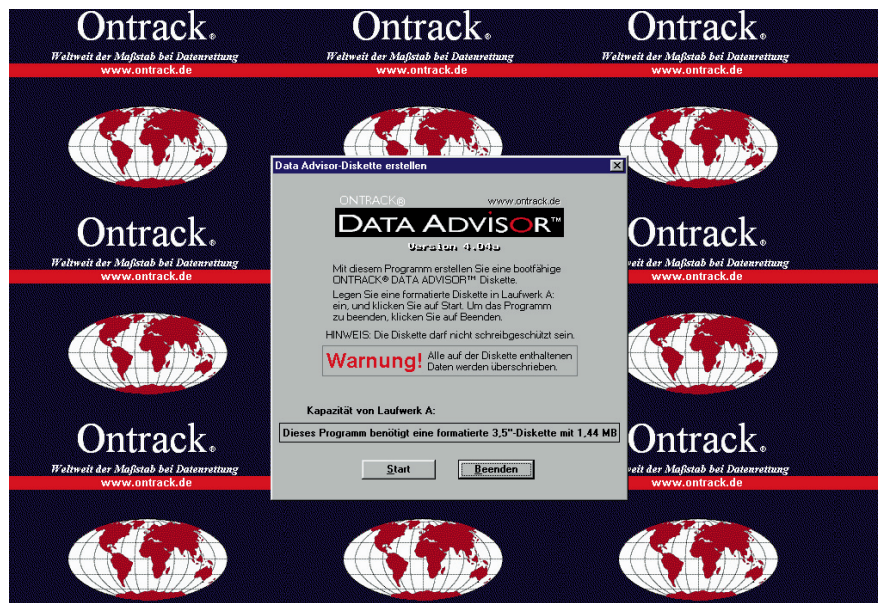 Ontrack® Ontrack® Ontrack®
Weltweit der Maßstab bei Datenrettung Weltweit der Maßstab bei Datenrettung Weltweit der Maßstab bei Datenrettung
www.ontrack.de www.ontrack.de www.ontrack.de
Data Advisor-Diskette erstellen
ONTRACK® www.ontrack.de
DATA ADVISOR™
Version 4.04a
Mit diesem Programm erstellen Sie eine bootfähige
ONTRACK® DATA ADVISOR™ Diskette.
Legen Sie eine formatierte Diskette in Laufwerk A:
ein, und klicken Sie auf Start. Um das Programm
zu beenden, klicken Sie auf Beenden.
HINWEIS: Die Diskette darf nicht schreibgeschützt sein.
Warnung! Alle auf der Diskette enthaltenen
Daten werden überschrieben.
Kapazität von Laufwerk A:
Dieses Programm benötigt eine formatierte 3,5"-Diskette mit 1,44 MB
Start Beenden
Ontrack® Ontrack®
Weltweit der Maßstab bei Datenrettung eit der Maßstab bei Datenrettung
www.ontrack.de www.ontrack.de
Ontrack® Ontrack®
Weltweit der Maßstab bei Datenrettung eit der Maßstab bei Datenrettung
www.ontrack.de www.ontrack.de